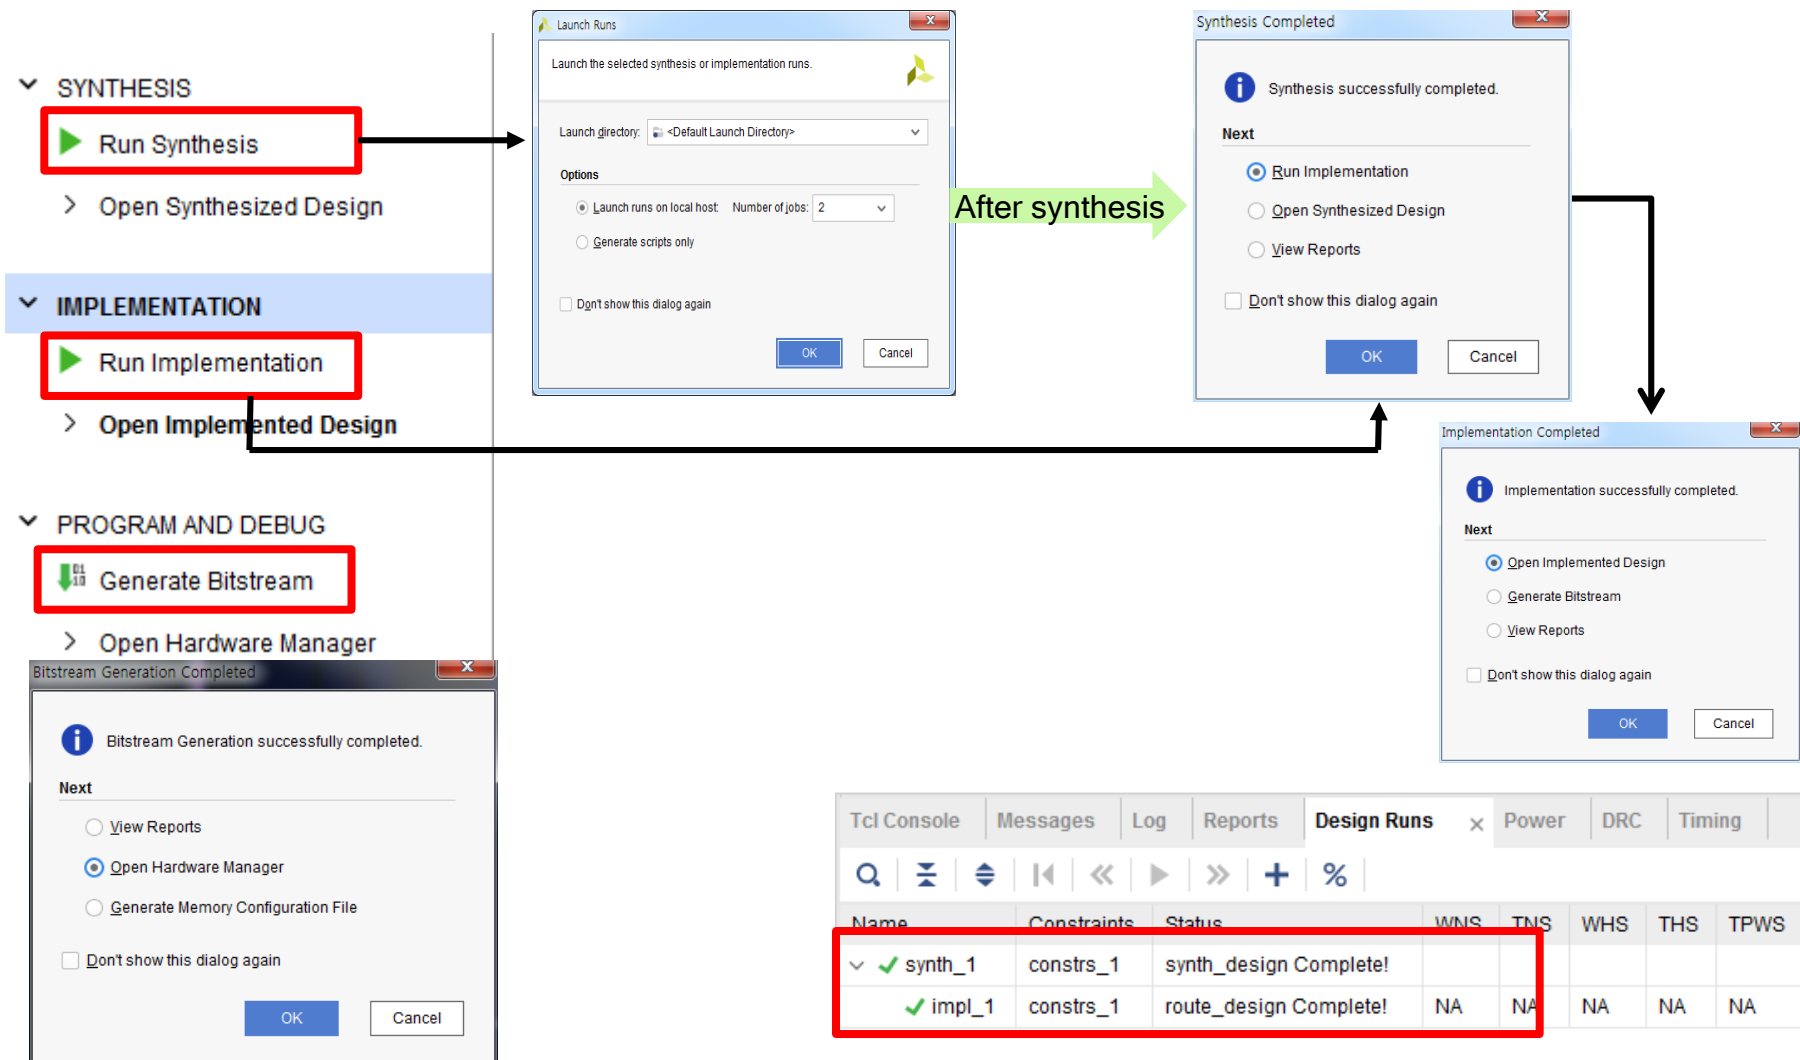 SYNTHESIS
Run Synthesis
Open Synthesized Design
IMPLEMENTATION
Run Implementation
Open Implemented Design
PROGRAM AND DEBUG
Generate Bitstream
Open Hardware Manager
Launch Runs
Launch the selected synthesis or implementation runs.
Launch directory: <Default Launch Directory>
Options
Launch runs on local host: Number of jobs: 2
Generate scripts only
Don't show this dialog again
OK Cancel
After synthesis
Synthesis Completed
Synthesis successfully completed.
Next
Run Implementation
Open Synthesized Design
View Reports
Don't show this dialog again
OK Cancel
Implementation Completed
Implementation successfully completed.
Next
Open Implemented Design
Generate Bitstream
View Reports
Don't show this dialog again
OK Cancel
Bitstream Generation Completed
Bitstream Generation successfully completed.
Next
View Reports
Open Hardware Manager
Generate Memory Configuration File
Don't show this dialog again
OK Cancel
Tcl Console Messages Log Reports Design Runs Power DRC Timing
Name Constraints Status WNS TNS WHS THS TPWS
synth_1 constrs_1 synth_design Complete!
impl_1 constrs_1 route_design Complete! NA NA NA NA NA